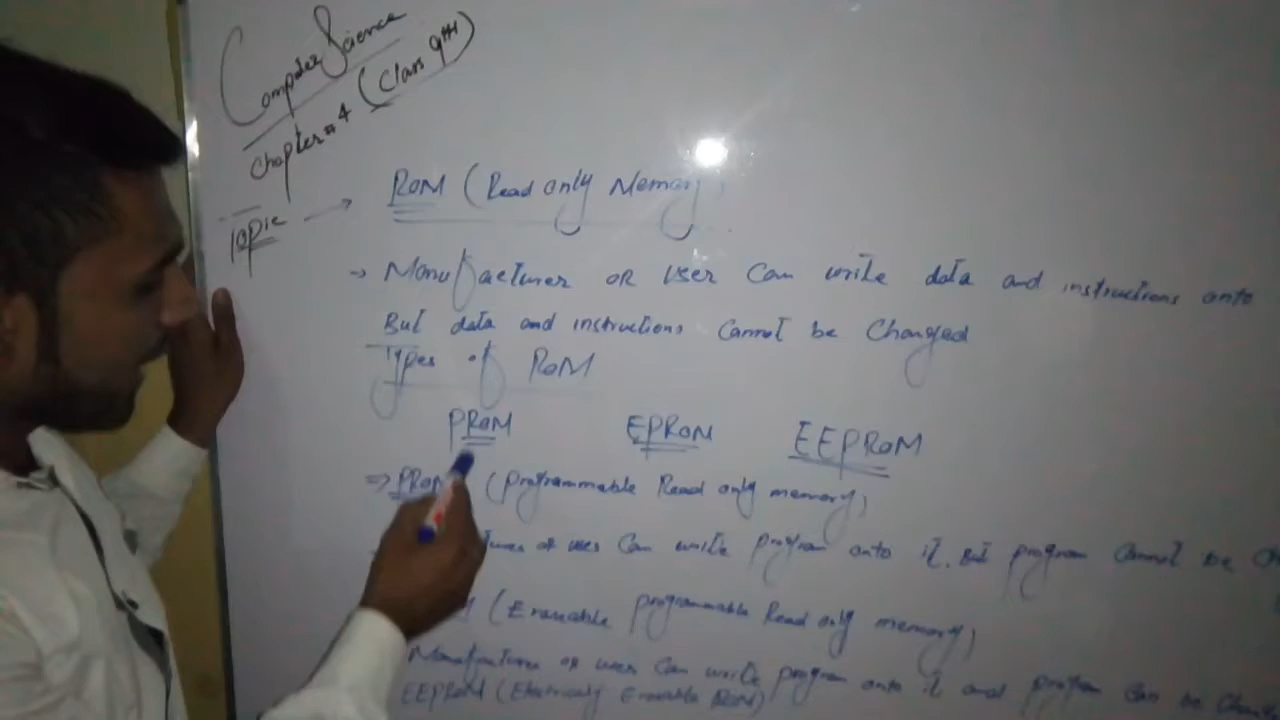 Computer Science
Chapter # 4 (Class 9th)
Topic → ROM (Read only Memory)
→ Manufacturer OR user can write data and instructions onto
But data and instructions cannot be changed
Types of ROM
PROM EPROM EEPROM
⇒ PROM (Programmable Read only memory)
or user can write program onto it. But program cannot be
(Erasable programmable Read only memory)
Manufacturer or user can write program onto it and program can be
EEPROM (Electrically Erasable ROM)